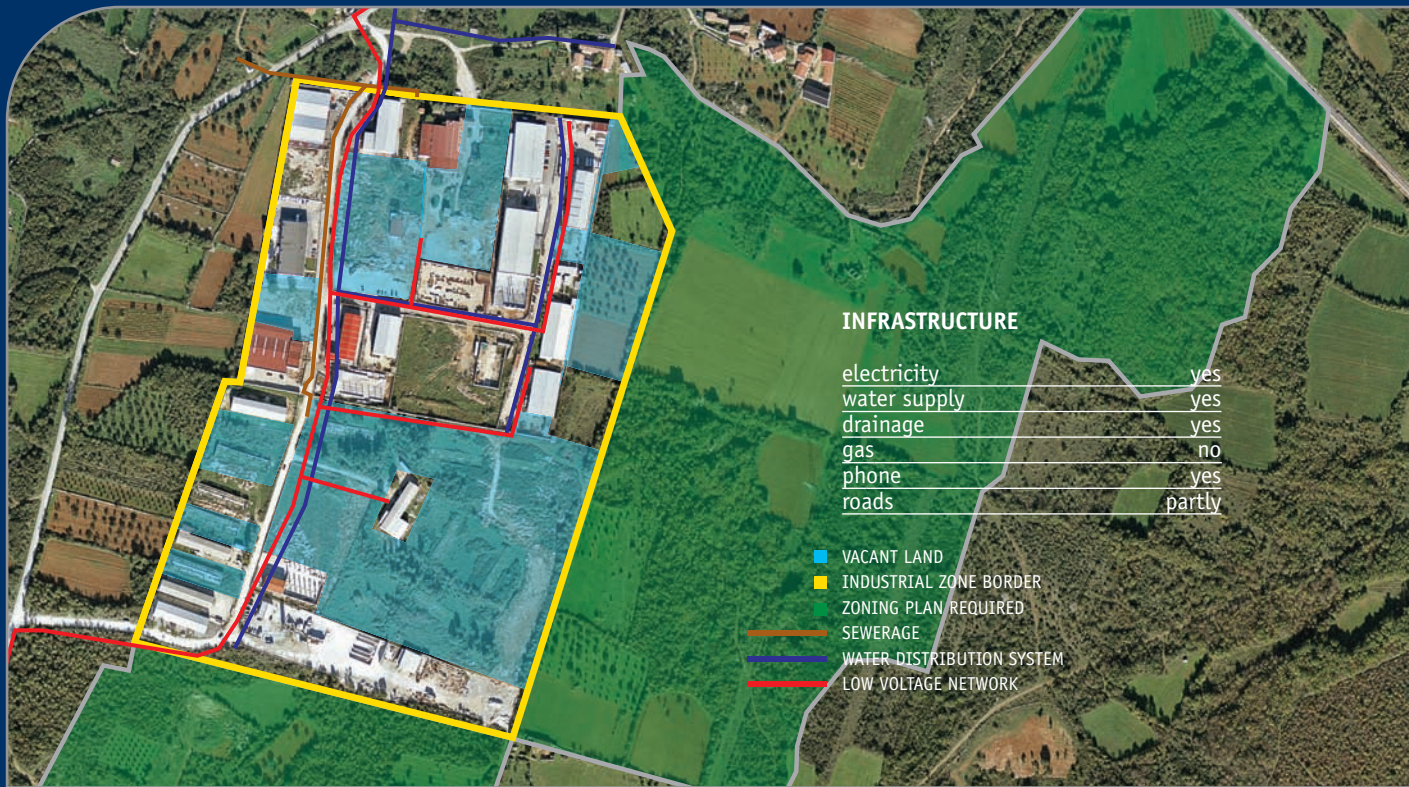 INFRASTRUCTURE
electricity yes
water supply yes
drainage yes
gas no
phone yes
roads partly
VACANT LAND
INDUSTRIAL ZONE BORDER
ZONING PLAN REQUIRED
SEWERAGE
WATER DISTRIBUTION SYSTEM
LOW VOLTAGE NETWORK